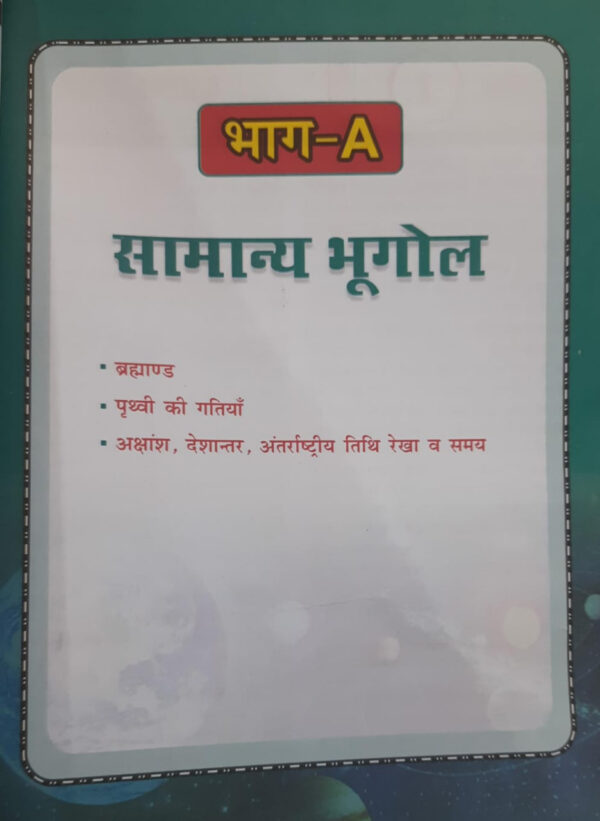 भाग-A
सामान्य भूगोल
▪ ब्रह्माण्ड
▪ पृथ्वी की गतियाँ
▪ अक्षांश, देशान्तर, अंतर्राष्ट्रीय तिथि रेखा व समय